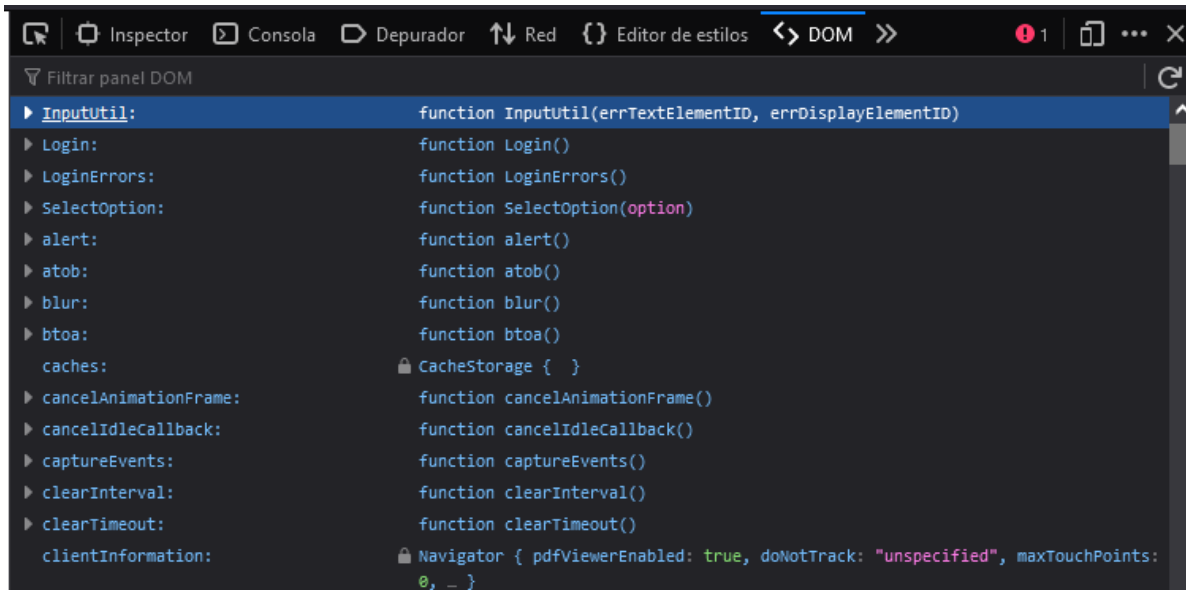 Inspector Consola Depurador Red {} Editor de estilos DOM 1
Filtrar panel DOM
InputUtil: function InputUtil(errTextElementID, errDisplayElementID)
Login: function Login()
LoginErrors: function LoginErrors()
SelectOption: function SelectOption(option)
alert: function alert()
atob: function atob()
blur: function blur()
btoa: function btoa()
caches: CacheStorage { }
cancelAnimationFrame: function cancelAnimationFrame()
cancelIdleCallback: function cancelIdleCallback()
captureEvents: function captureEvents()
clearInterval: function clearInterval()
clearTimeout: function clearTimeout()
clientInformation: Navigator { pdfViewerEnabled: true, doNotTrack: "unspecified", maxTouchPoints:
0, … }